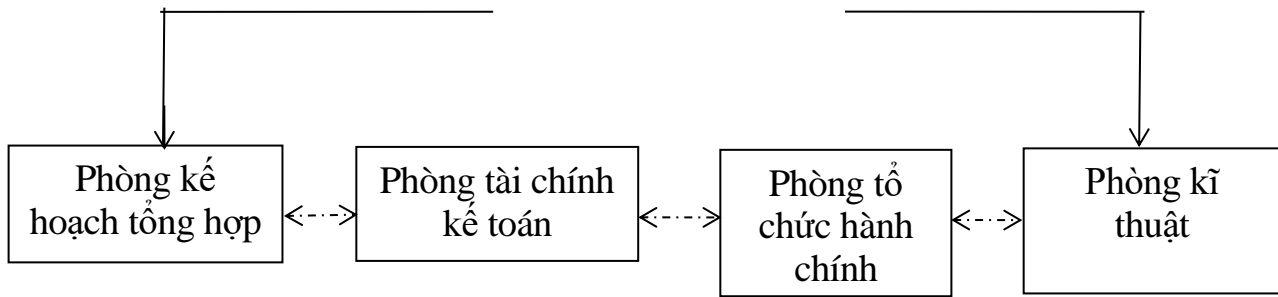 Phòng kế
hoạch tổng hợp
Phòng tài chính
kế toán
Phòng tổ
chức hành
chính
Phòng kĩ
thuật